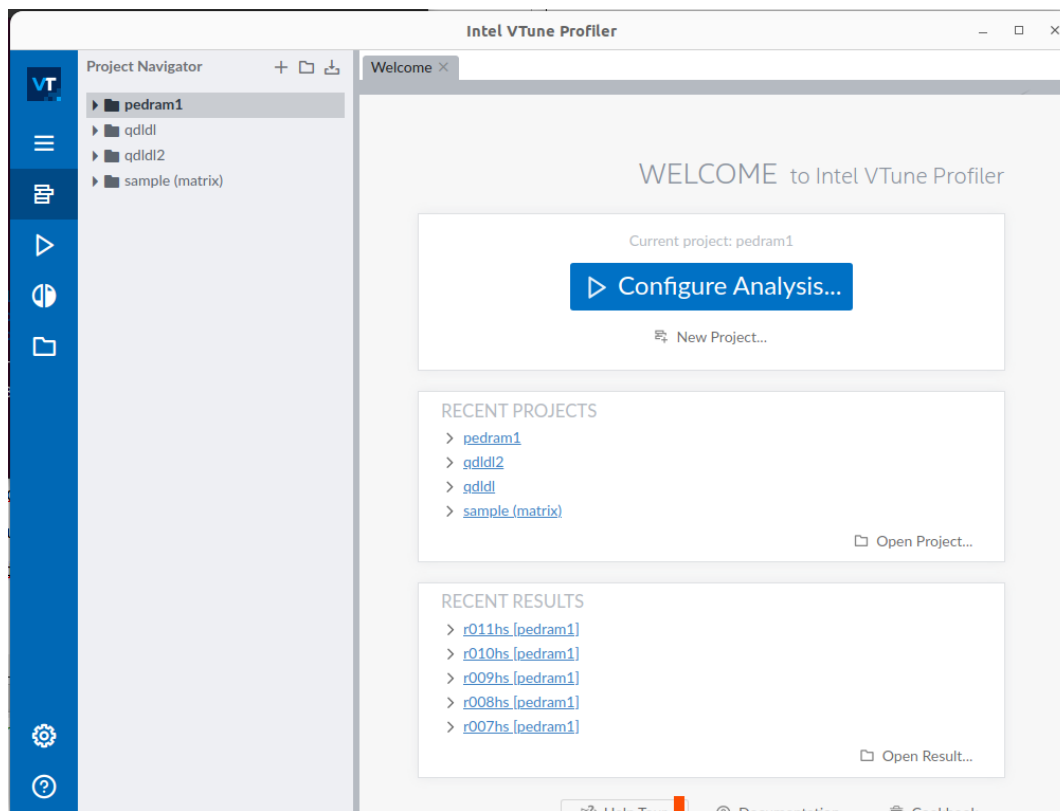 Intel VTune Profiler
VT
Project Navigator
pedram1
qdldl
qdldl2
sample (matrix)
Welcome
WELCOME to Intel VTune Profiler
Current project: pedram1
Configure Analysis...
New Project...
RECENT PROJECTS
pedram1
qdldl2
qdldl
sample (matrix)
Open Project...
RECENT RESULTS
r011hs [pedram1]
r010hs [pedram1]
r009hs [pedram1]
r008hs [pedram1]
r007hs [pedram1]
Open Result...